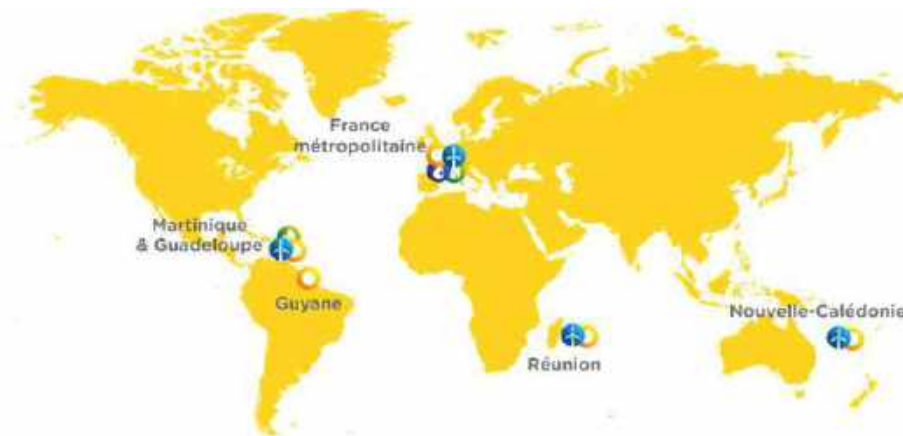 France
métropolitaine
Martinique
& Guadeloupe
Guyane
Nouvelle-Calédonie
Réunion